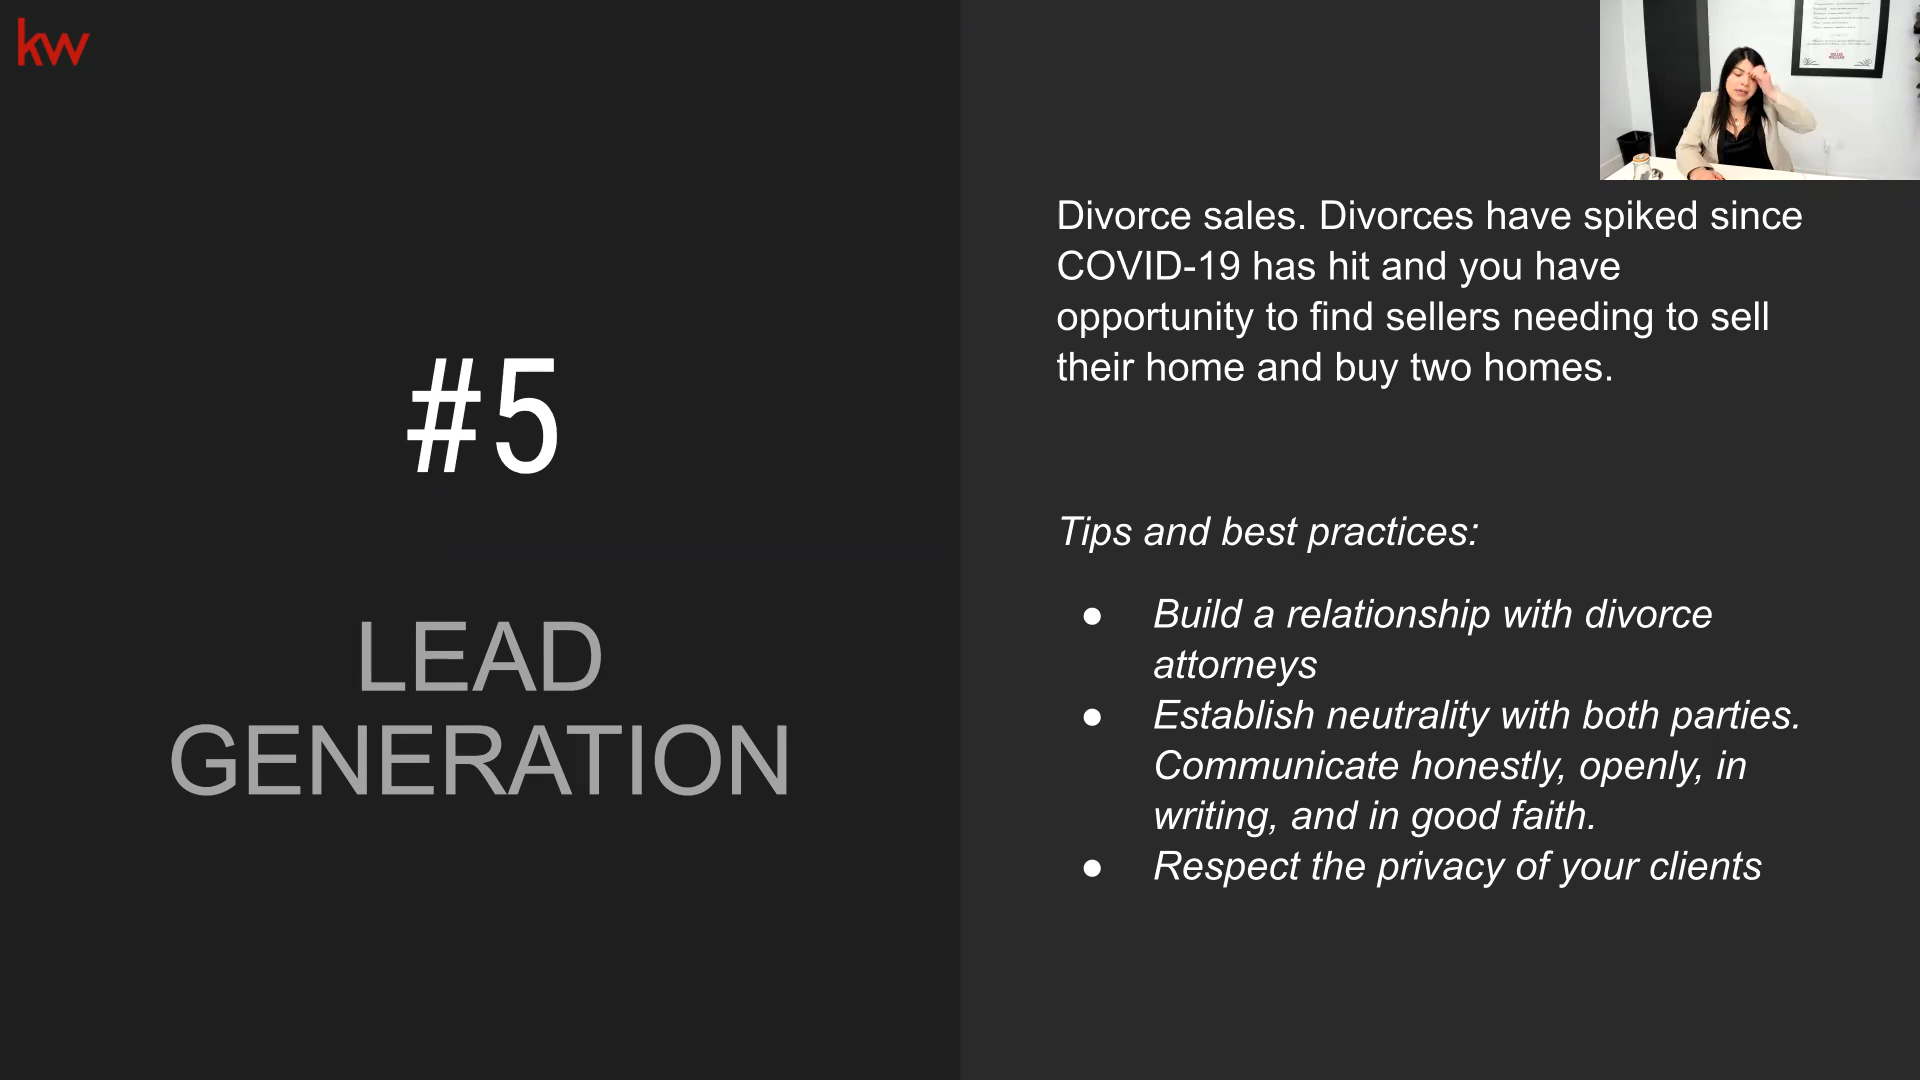 kw
#5
LEAD
GENERATION
Divorce sales. Divorces have spiked since
COVID-19 has hit and you have
opportunity to find sellers needing to sell
their home and buy two homes.
Tips and best practices:
● Build a relationship with divorce
attorneys
● Establish neutrality with both parties.
Communicate honestly, openly, in
writing, and in good faith.
● Respect the privacy of your clients